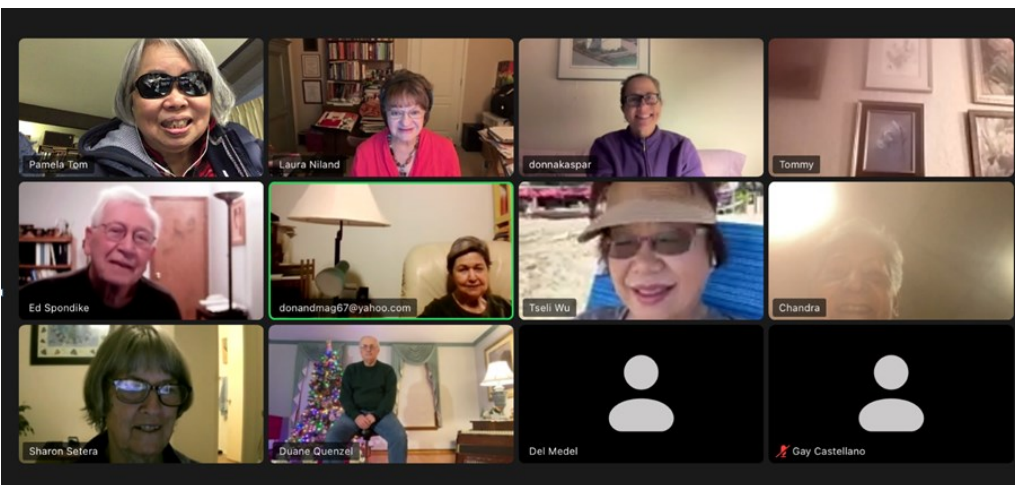 Pamela Tom
Laura Niland
donnakaspar
Tommy
Ed Spondike
donandmag67@yahoo.com
Tseli Wu
Chandra
Sharon Setera
Duane Quenzel
Del Medel
Gay Castellano